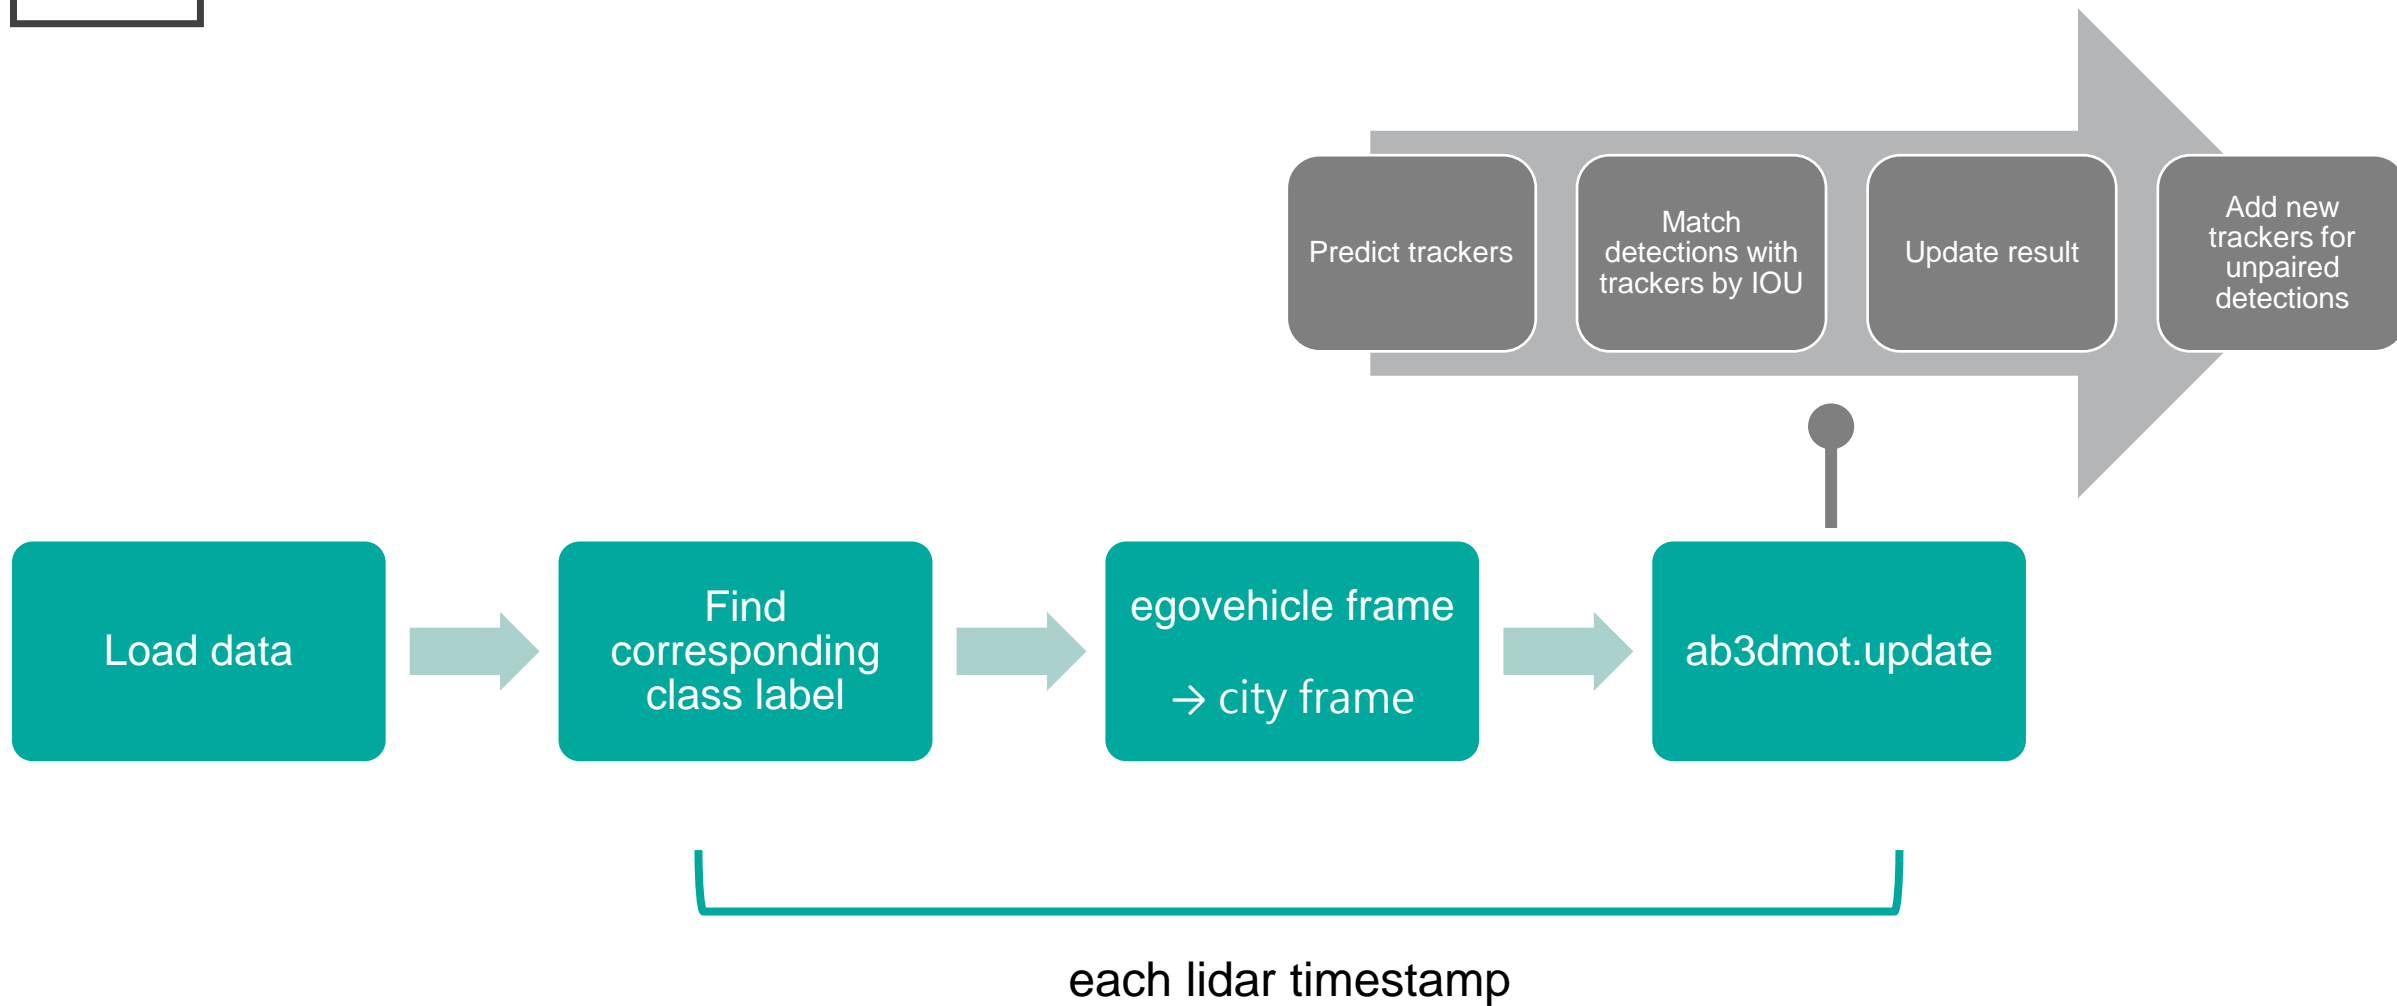 Predict trackers
Match
detections with
trackers by IOU
Update result
Add new
trackers for
unpaired
detections
Load data
Find
corresponding
class label
egovehicle frame
→ city frame
ab3dmot.update
each lidar timestamp